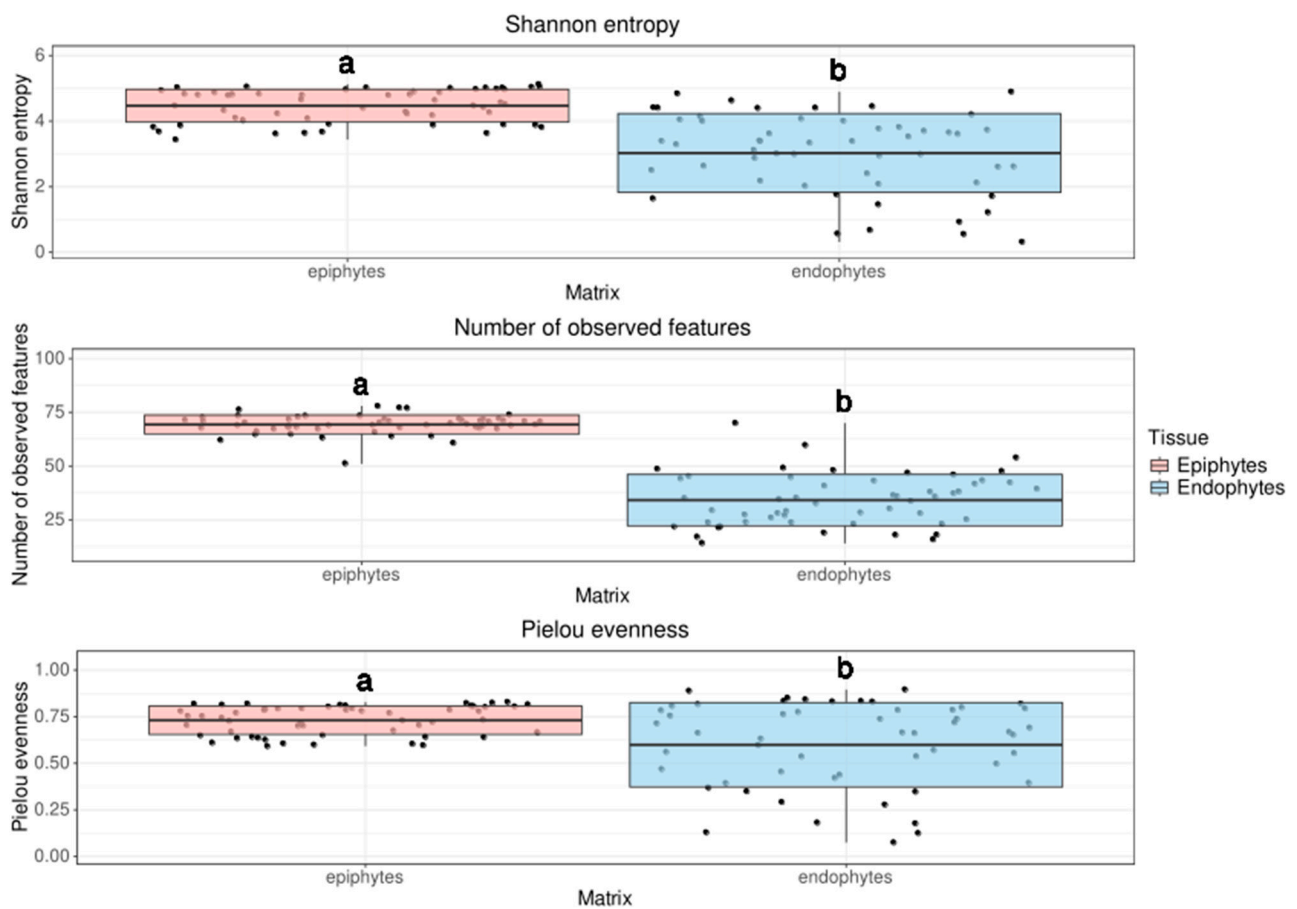 Shannon entropy
Shannon entropy
6
4
2
0
a
b
epiphytes
endophytes
Matrix
Number of observed features
Number of observed features
100
75
50
25
a
b
epiphytes
endophytes
Matrix
Tissue
Epiphytes
Endophytes
Pielou evenness
Pielou evenness
1.00
0.75
0.50
0.25
0.00
a
b
epiphytes
endophytes
Matrix